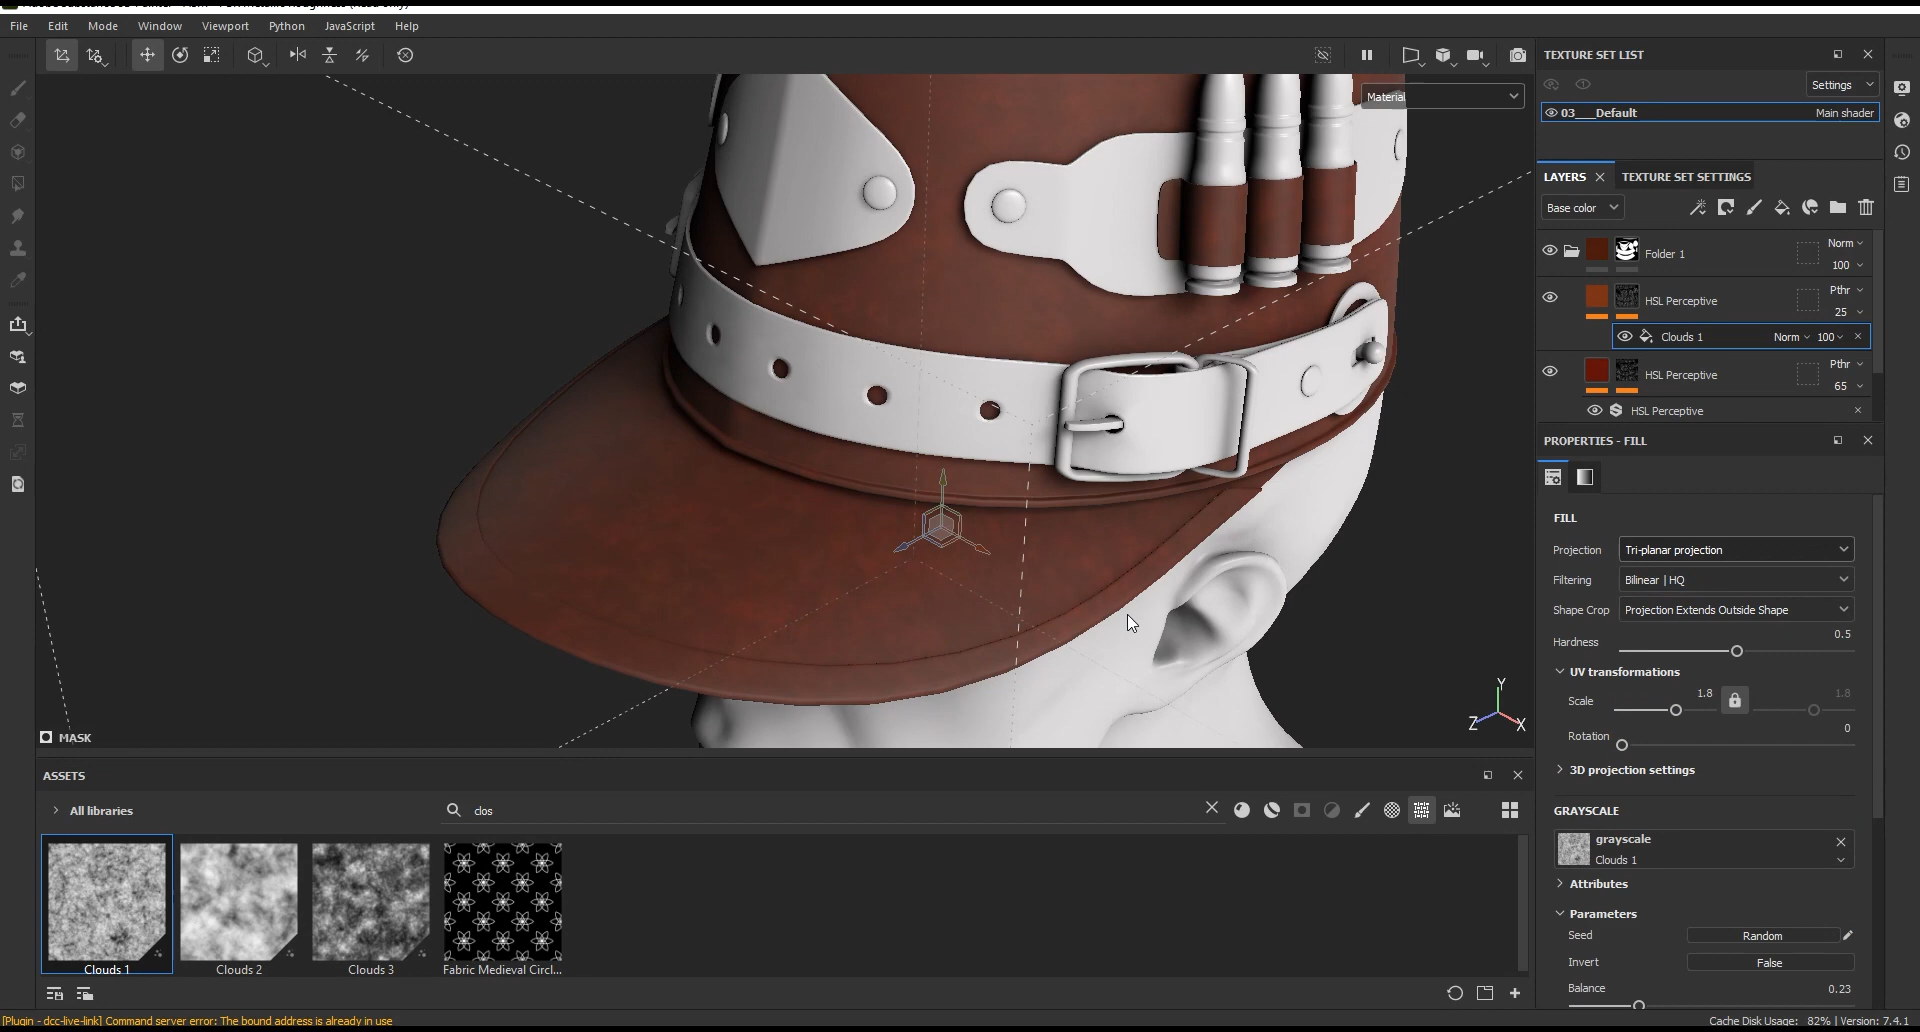 File Edit Mode Window Viewport Python JavaScript Help
Material
TEXTURE SET LIST
Settings
03___Default Main shader
LAYERS TEXTURE SET SETTINGS
Base color
Folder 1 Norm 100
HSL Perceptive Pthr 25
Clouds 1 Norm 100
HSL Perceptive Pthr 65
HSL Perceptive
PROPERTIES - FILL
FILL
Projection Tri-planar projection
Filtering Bilinear | HQ
Shape Crop Projection Extends Outside Shape
Hardness 0.5
UV transformations
Scale 1.8 1.8
Rotation 0
3D projection settings
GRAYSCALE
grayscale
Clouds 1
Attributes
Parameters
Seed Random
Invert False
Balance 0.23
Y
Z X
MASK
ASSETS
All libraries
clos
Clouds 1 Clouds 2 Clouds 3 Fabric Medieval Circl...
[Plugin - dcc-live-link] Command server error: The bound address is already in use
Cache Disk Usage: 82% | Version: 7.4.1